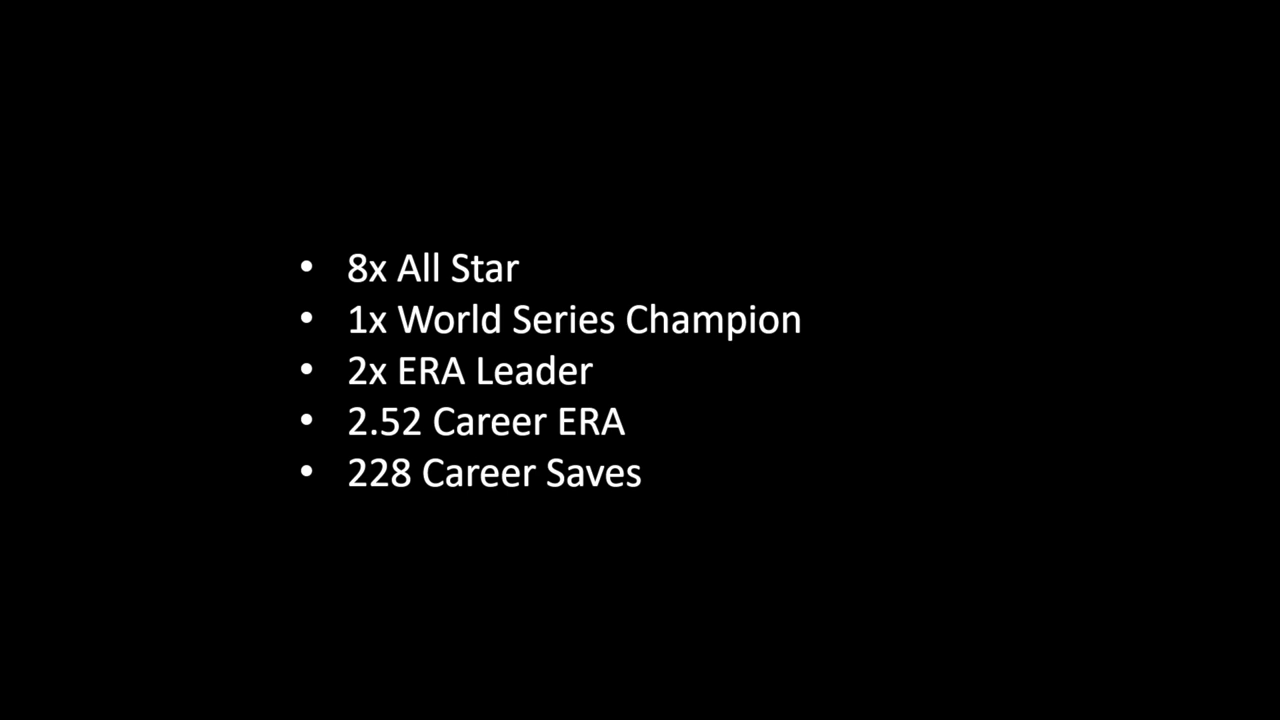 • 8x All Star
• 1x World Series Champion
• 2x ERA Leader
• 2.52 Career ERA
• 228 Career Saves